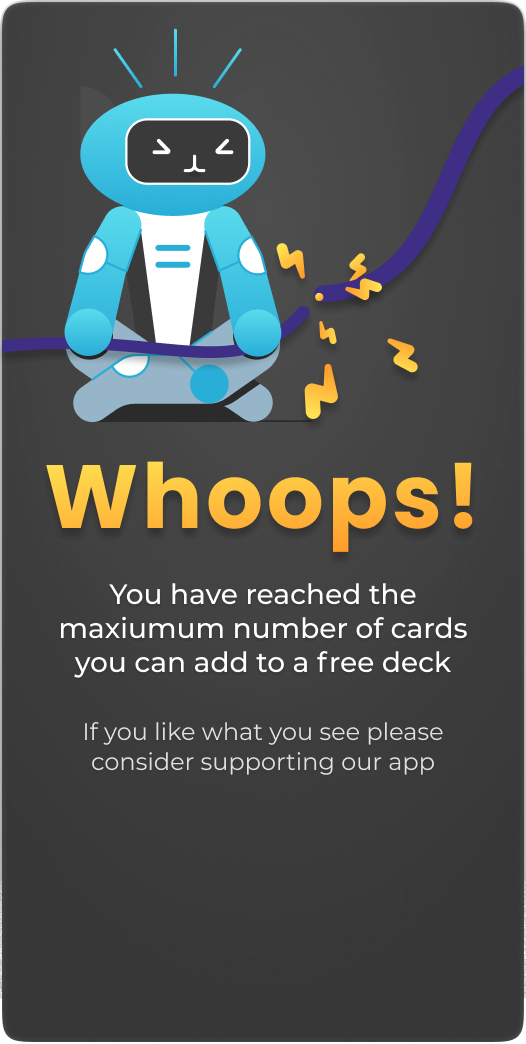 Whoops!
You have reached the
maxiumum number of cards
you can add to a free deck
If you like what you see please
consider supporting our app